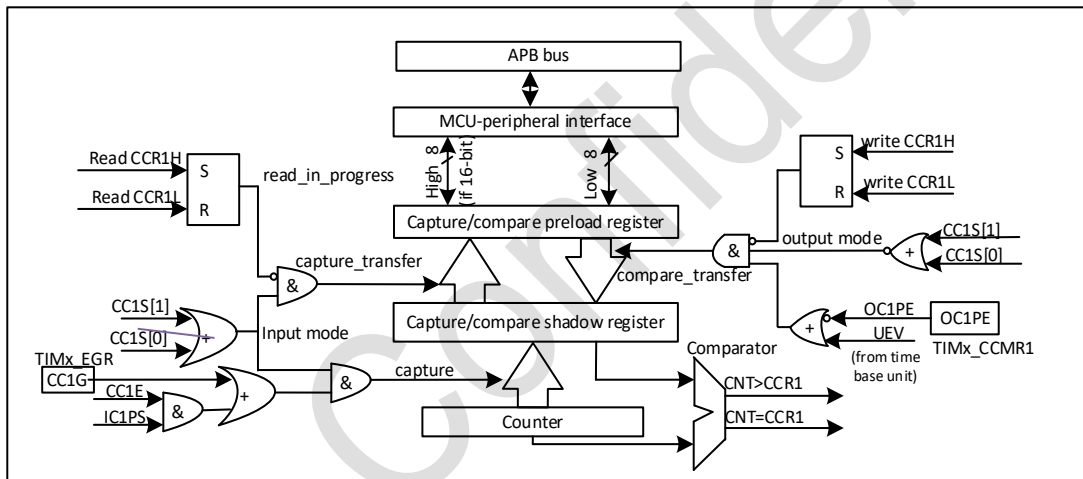 APB bus
MCU-peripheral interface
High 8
(if 16-bit)
Low 8
Read CCR1H
Read CCR1L
S
R
read_in_progress
write CCR1H
write CCR1L
S
R
Capture/compare preload register
capture_transfer
compare_transfer
&
&
output mode
+
CC1S[1]
CC1S[0]
CC1S[1]
CC1S[0]
+
Input mode
Capture/compare shadow register
+
OC1PE
UEV
(from time
base unit)
OC1PE
TIMx_CCMR1
TIMx_EGR
CC1G
CC1E
IC1PS
&
+
&
capture
Counter
Comparator
CNT>CCR1
CNT=CCR1
Confidential